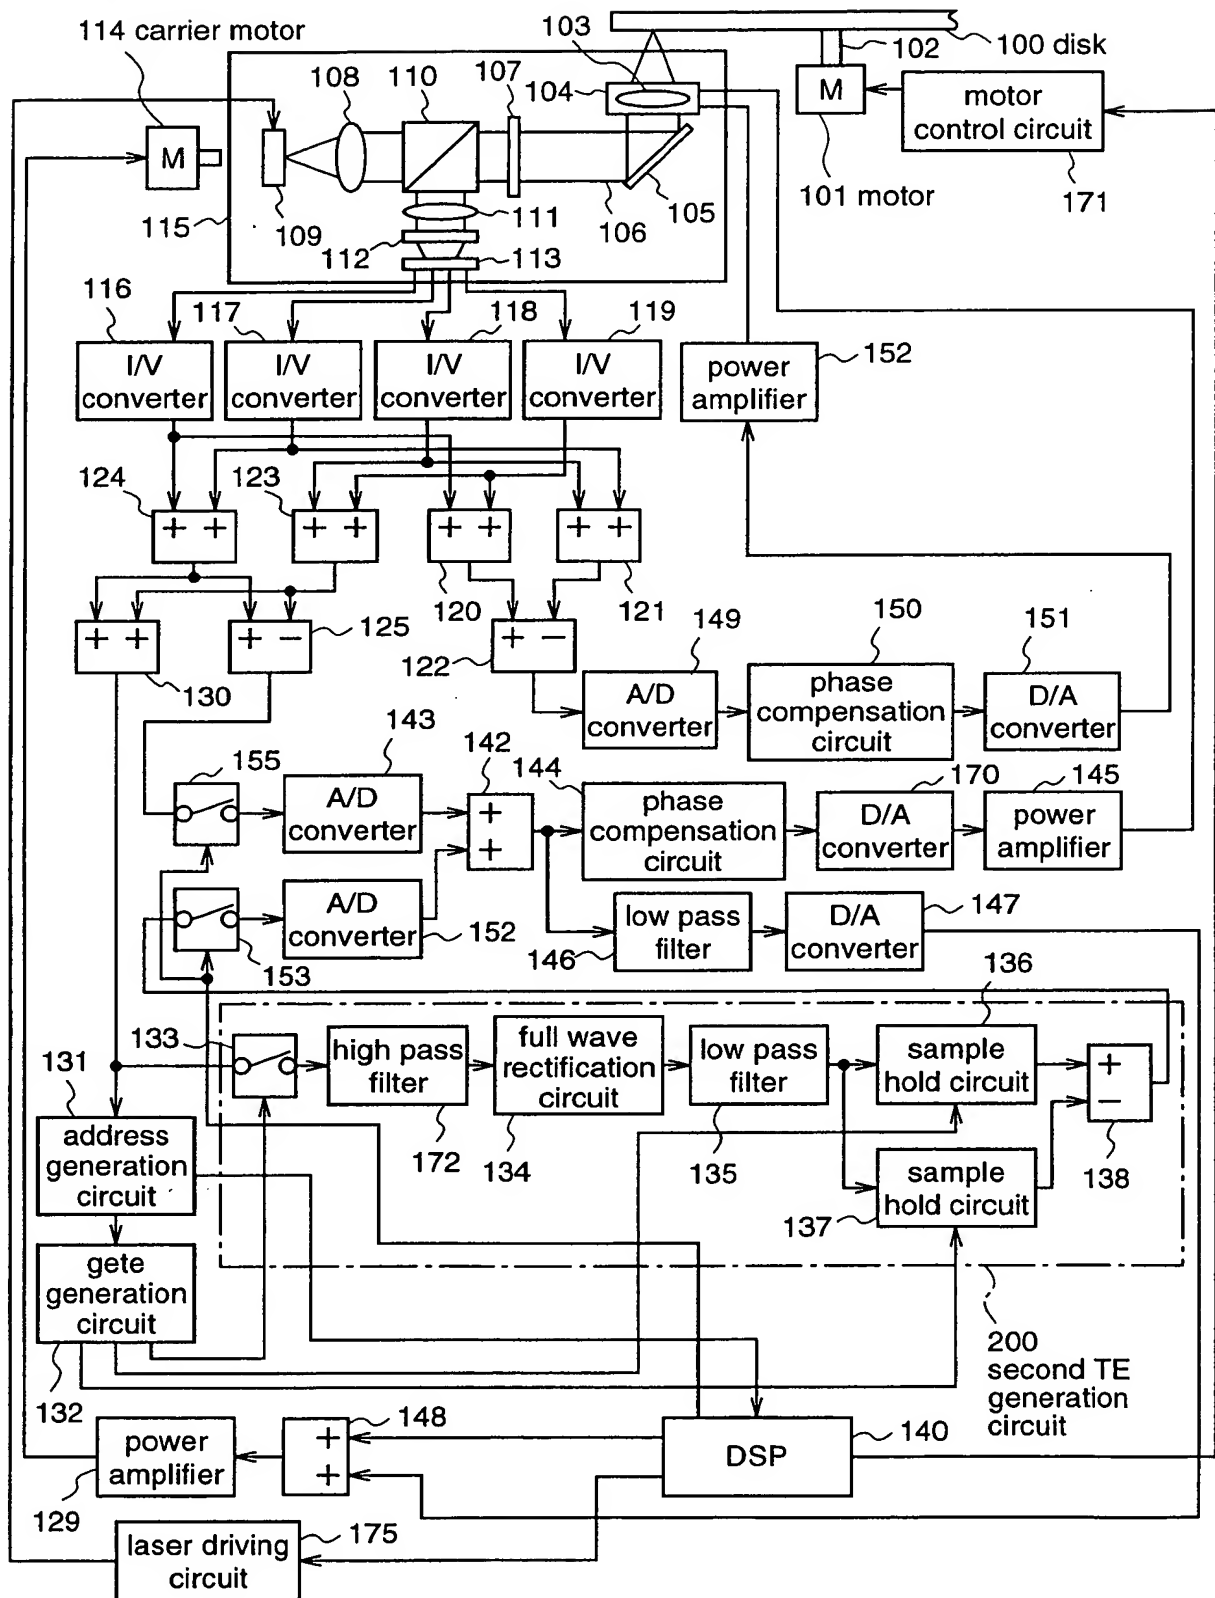 114 carrier motor
103
102
100 disk
107
110
108
104
M
motor
control circuit
M
101 motor
171
105
106
115
109
111
112
113
116
117
118
119
I/V
converter
I/V
converter
I/V
converter
I/V
converter
power
amplifier
152
124
123
+ +
+ +
+ +
+ +
120
121
+ +
+ −
125
+ −
122
149
150
151
130
A/D
converter
phase
compensation
circuit
D/A
converter
155
143
142
144
170
145
A/D
converter
+
+
phase
compensation
circuit
D/A
converter
power
amplifier
A/D
converter
152
153
low pass
filter
146
D/A
converter
147
136
133
high pass
filter
full wave
rectification
circuit
low pass
filter
sample
hold circuit
+
−
131
address
generation
circuit
172
134
135
sample
hold circuit
137
138
gete
generation
circuit
132
200
second TE
generation
circuit
148
140
power
amplifier
129
+
+
DSP
laser driving
circuit
175